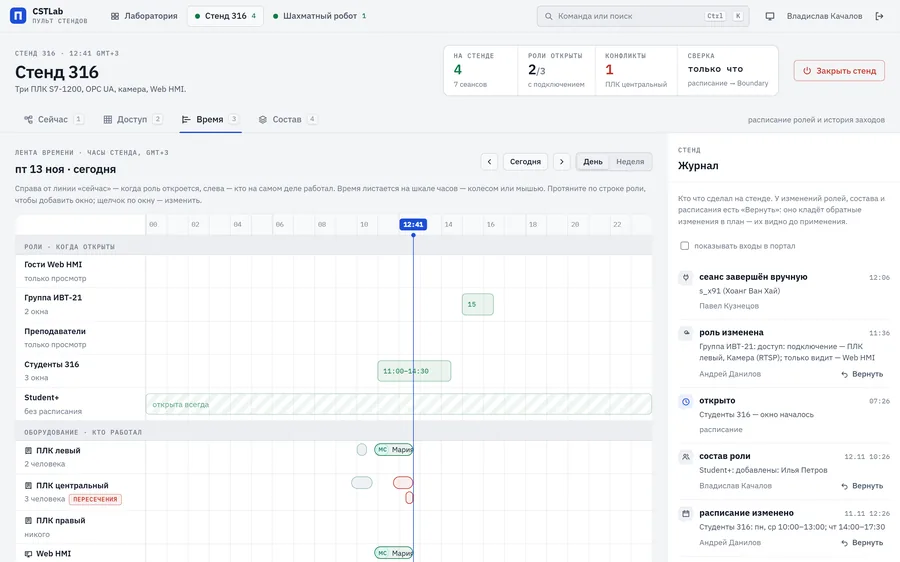 CSTLab
ПУЛЬТ СТЕНДОВ
Лаборатория
Стенд 316 4
Шахматный робот 1
Команда или поиск
Ctrl K
Владислав Качалов
СТЕНД 316 · 12:41 GMT+3
Стенд 316
Три ПЛК S7-1200, OPC UA, камера, Web HMI.
НА СТЕНДЕ
4
7 сеансов
РОЛИ ОТКРЫТЫ
2/3
с подключением
КОНФЛИКТЫ
1
ПЛК центральный
СВЕРКА
только что
расписание → Boundary
Закрыть стенд
Сейчас 1
Доступ 2
Время 3
Состав 4
расписание ролей и история заходов
ЛЕНТА ВРЕМЕНИ · ЧАСЫ СТЕНДА, GMT+3
пт 13 ноя · сегодня
Сегодня
День
Неделя
Справа от линии «сейчас» — когда роль откроется, слева — кто на самом деле работал. Время листается на шкале часов — колесом или мышью. Протяните по строке роли,
чтобы добавить окно; щелчок по окну — изменить.
00 02 04 06 08 10 12:41 14 16 18 20 22
РОЛИ · КОГДА ОТКРЫТЫ
Гости Web HMI
только просмотр
Группа ИВТ-21
2 окна
15
Преподаватели
только просмотр
Студенты 316
3 окна
11:00–14:30
Student+
без расписания
открыта всегда
ОБОРУДОВАНИЕ · КТО РАБОТАЛ
ПЛК левый
2 человека
МС Мария
ПЛК центральный
3 человека ПЕРЕСЕЧЕНИЯ
ПЛК правый
никого
Web HMI
МС Мария
СТЕНД
Журнал
Кто что сделал на стенде. У изменений ролей, состава и
расписания есть «Вернуть»: оно кладёт обратные
изменения в план — их видно до применения.
показывать входы в портал
сеанс завершён вручную 12:06
s_x91 (Хоанг Ван Хай)
Павел Кузнецов
роль изменена 11:36
Группа ИВТ-21: доступ: подключение — ПЛК
левый, Камера (RTSP); только видит — Web HMI
Андрей Данилов Вернуть
открыто 07:26
Студенты 316 — окно началось
расписание
состав роли 12.11 10:26
Student+: добавлены: Илья Петров
Владислав Качалов Вернуть
расписание изменено 11.11 12:26
Студенты 316: пн, ср 10:00–13:00; чт 14:00–17:30
Андрей Данилов Вернуть